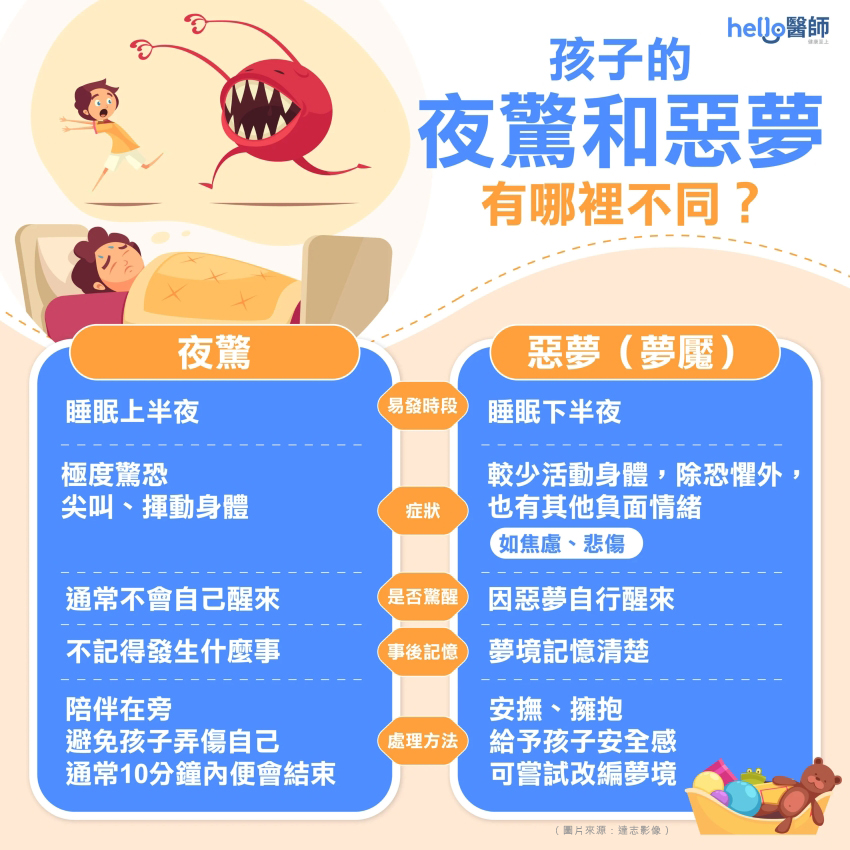 hello醫師
孩子的
夜驚和惡夢
有哪裡不同？
夜驚
惡夢（夢魘）
睡眠上半夜
易發時段
睡眠下半夜
極度驚恐
尖叫、揮動身體
症狀
較少活動身體，除恐懼外，
也有其他負面情緒
如焦慮、悲傷
通常不會自己醒來
是否驚醒
因惡夢自行醒來
不記得發生什麼事
事後記憶
夢境記憶清楚
陪伴在旁
避免孩子弄傷自己
通常10分鐘內便會結束
處理方法
安撫、擁抱
給予孩子安全感
可嘗試改編夢境
（圖片來源：達志影像）